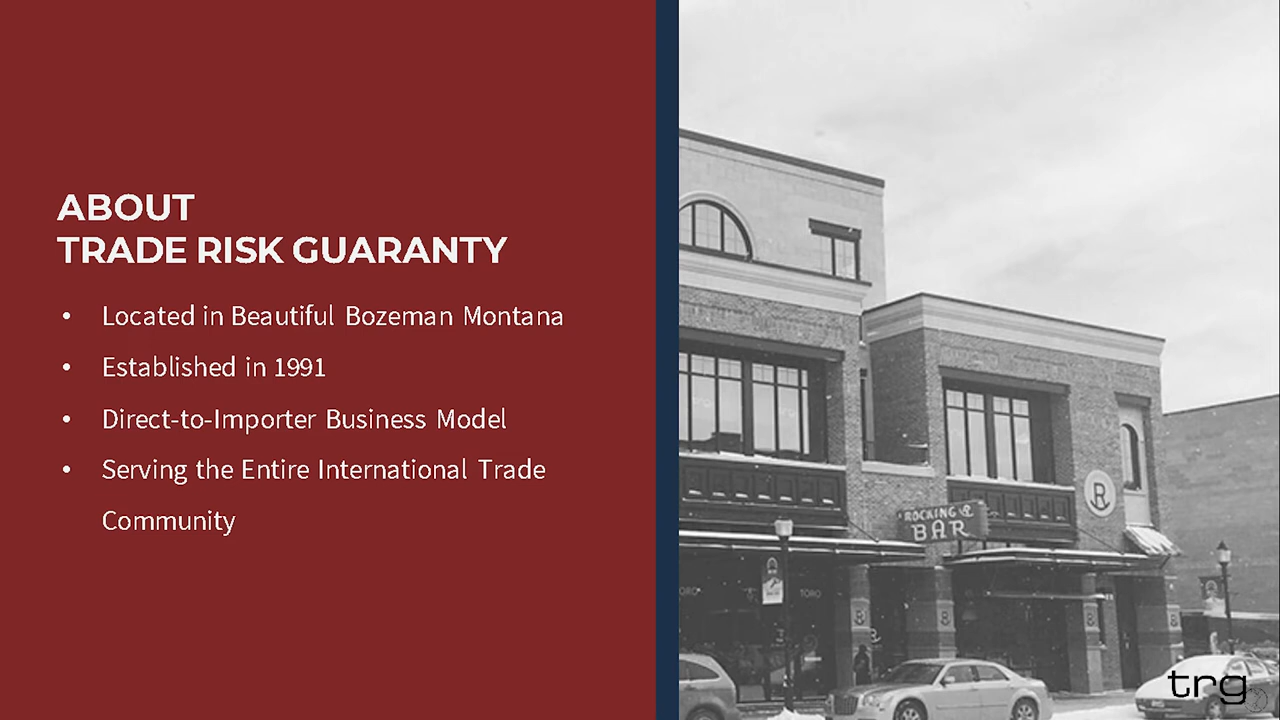 ABOUT
TRADE RISK GUARANTY
• Located in Beautiful Bozeman Montana
• Established in 1991
• Direct-to-Importer Business Model
• Serving the Entire International Trade
Community
ROCKING R
BAR
R
TORO
trg